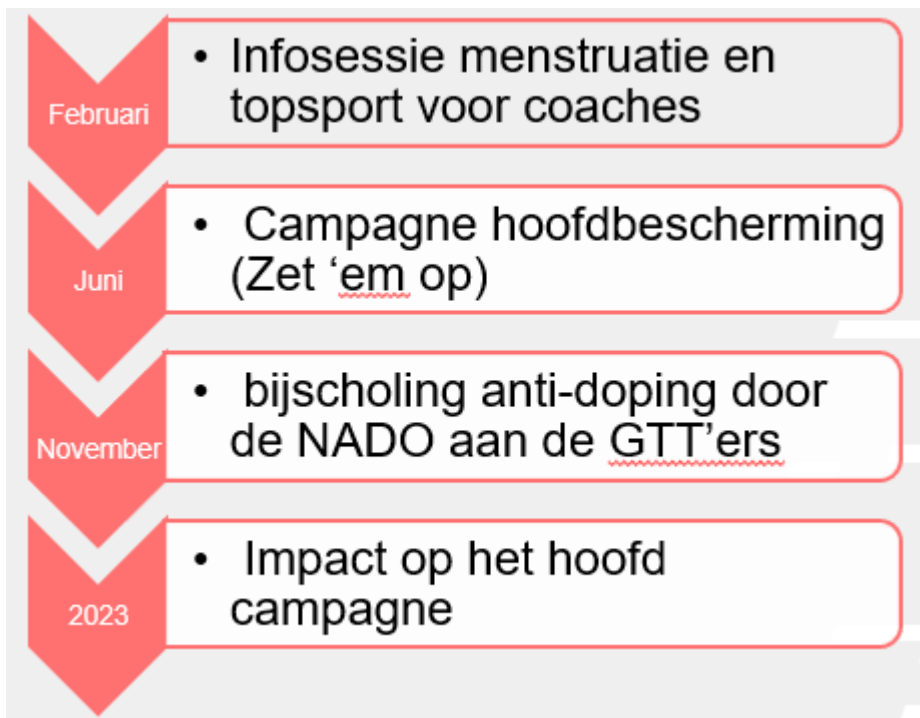 Februari
• Infosessie menstruatie en
topsport voor coaches
Juni
• Campagne hoofdbescherming
(Zet ‘em op)
November
• bijscholing anti-doping door
de NADO aan de GTT’ers
2023
• Impact op het hoofd
campagne